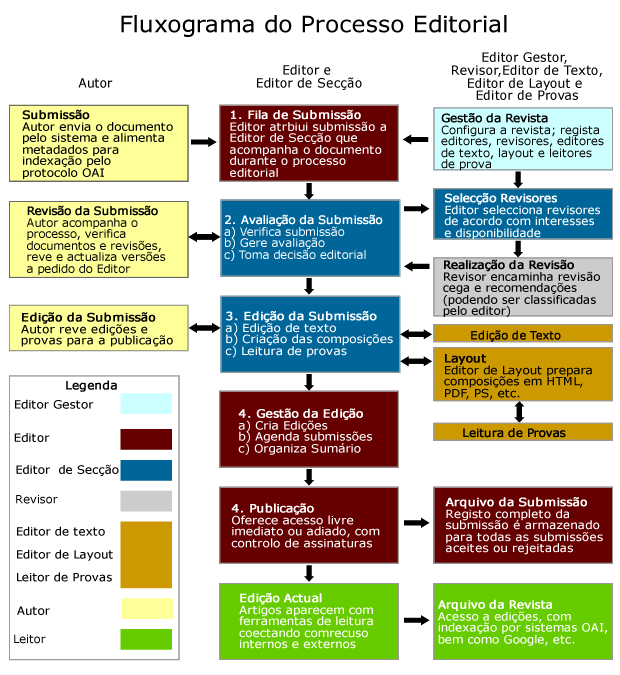 Fluxograma do Processo Editorial
Autor
Editor e
Editor de Secção
Editor Gestor,
Revisor,Editor de Texto,
Editor de Layout e
Editor de Provas
Submissão
Autor envia o documento
pelo sistema e alimenta
metadados para
indexação pelo
protocolo OAI
1. Fila de Submissão
Editor atrbiui submissão a
Editor de Secção que
acompanha o documento
durante o processo
editorial
Gestão da Revista
Configura a revista; regista
editores, revisores, editores
de texto, layout e leitores
de prova
Revisão da Submissão
Autor acompanha o
processo, verifica
documentos e revisões,
reve e actualiza versões
a pedido do Editor
2. Avaliação da Submissão
a) Verifica submissão
b) Gere avaliação
c) Toma decisão editorial
Selecção Revisores
Editor selecciona revisores
de acordo com interesses
e disponibilidade
Realização da Revisão
Revisor encaminha revisão
cega e recomendações
(podendo ser classificadas
pelo editor)
Edição da Submissão
Autor reve edições e
provas para a publicação
3. Edição da Submissão
a) Edição de texto
b) Criação das composições
c) Leitura de provas
Edição de Texto
Layout
Editor de Layout prepara
composições em HTML,
PDF, PS, etc.
Leitura de Provas
4. Gestão da Edição
a) Cria Edições
b) Agenda submissões
c) Organiza Sumário
4. Publicação
Oferece acesso livre
imediato ou adiado, com
controlo de assinaturas
Arquivo da Submissão
Registo completo da
submissão é armazenado
para todas as submissões
aceites ou rejeitadas
Edição Actual
Artigos aparecem com
ferramentas de leitura
coectando comrecuso
internos e externos
Arquivo da Revista
Acesso a edições, com
indexação por sistemas OAI,
bem como Google, etc.
Legenda
Editor Gestor
Editor
Editor de Secção
Revisor
Editor de texto
Editor de Layout
Leitor de Provas
Autor
Leitor